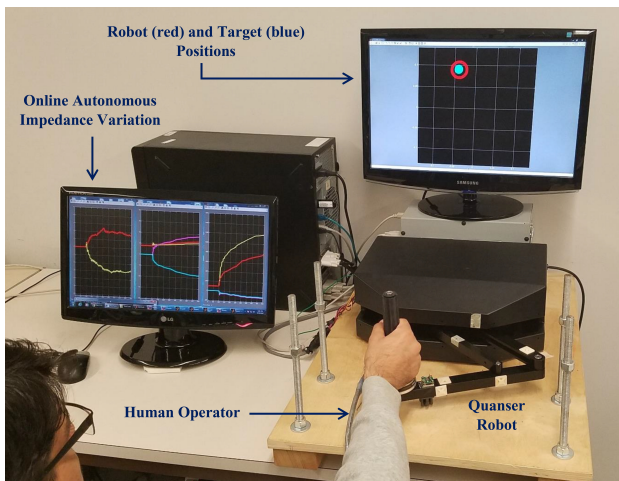 Robot (red) and Target (blue)
Positions
Online Autonomous
Impedance Variation
SAMSUNG
LG
Human Operator
Quanser
Robot